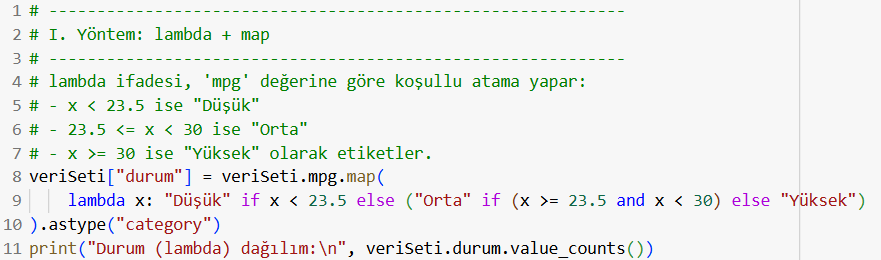 1 # --------------------------------------------------------------
2 # I. Yöntem: lambda + map
3 # --------------------------------------------------------------
4 # lambda ifadesi, 'mpg' değerine göre koşullu atama yapar:
5 # - x < 23.5 ise "Düşük"
6 # - 23.5 <= x < 30 ise "Orta"
7 # - x >= 30 ise "Yüksek" olarak etiketler.
8 veriSeti["durum"] = veriSeti.mpg.map(
9     lambda x: "Düşük" if x < 23.5 else ("Orta" if (x >= 23.5 and x < 30) else "Yüksek")
10 ).astype("category")
11 print("Durum (lambda) dağılım:\n", veriSeti.durum.value_counts())